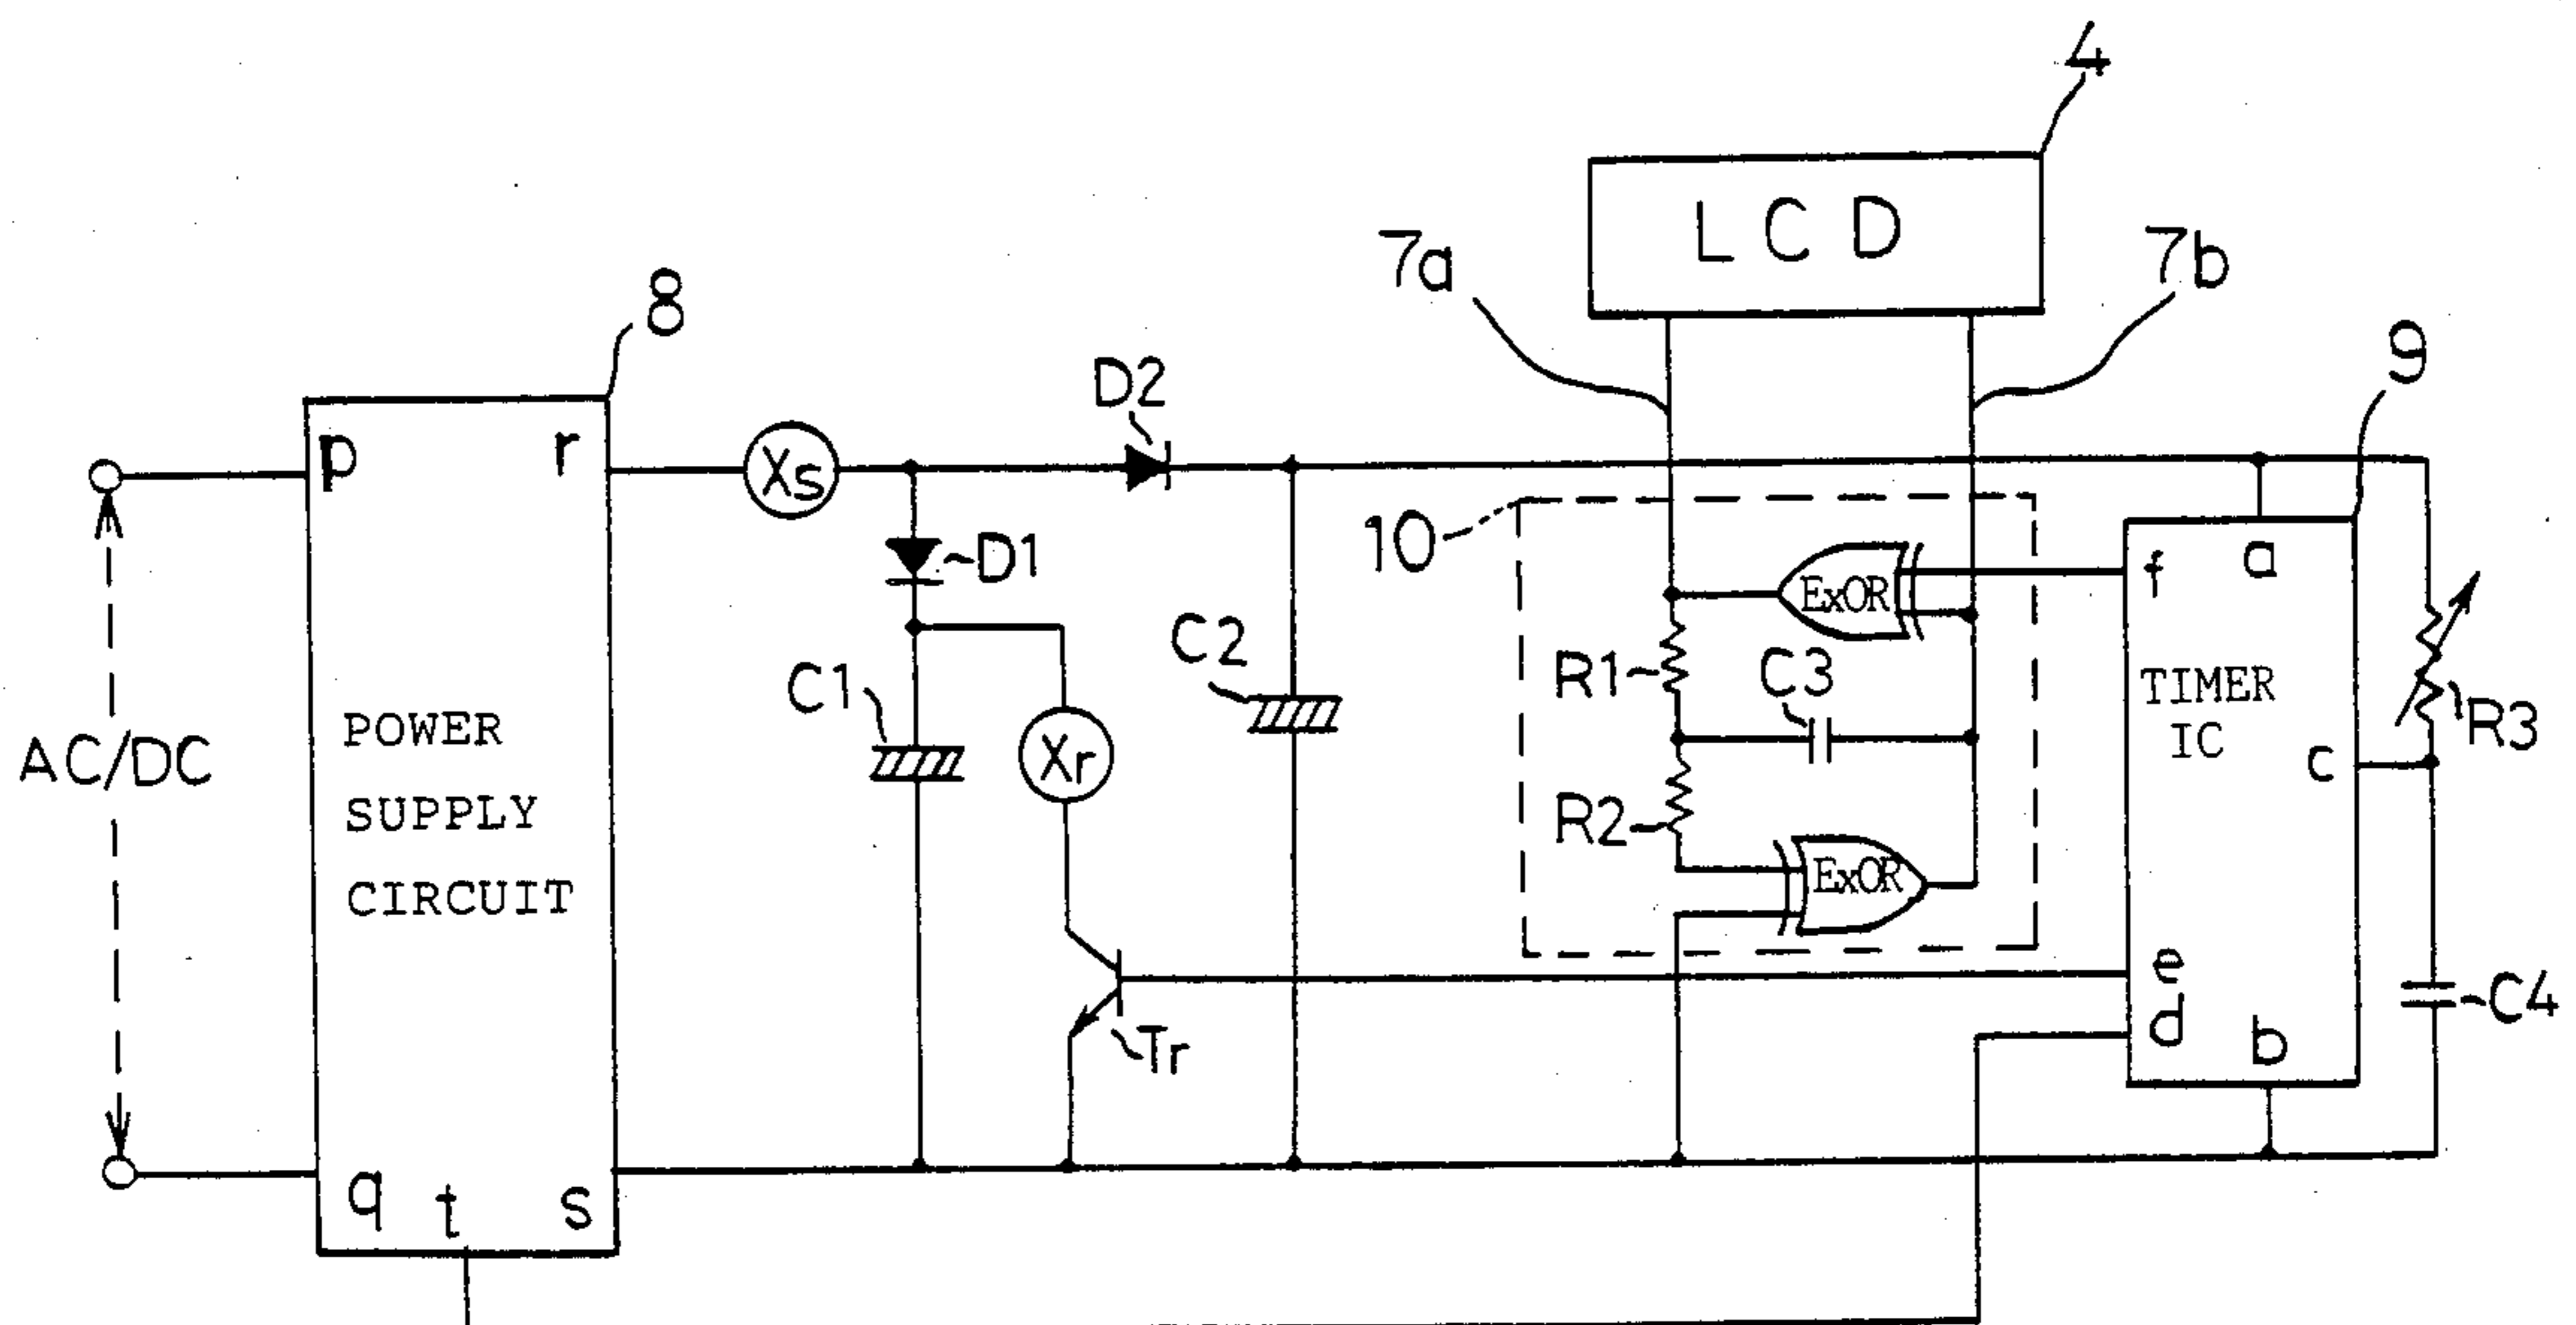 4
LCD
7a
7b
8
D2
9
p
r
Xs
10
D1
f
a
ExOR
C2
R1
C3
C1
TIMER
IC
R3
AC/DC
POWER
SUPPLY
CIRCUIT
Xr
c
R2
ExOR
e
d
C4
Tr
b
q
t
s